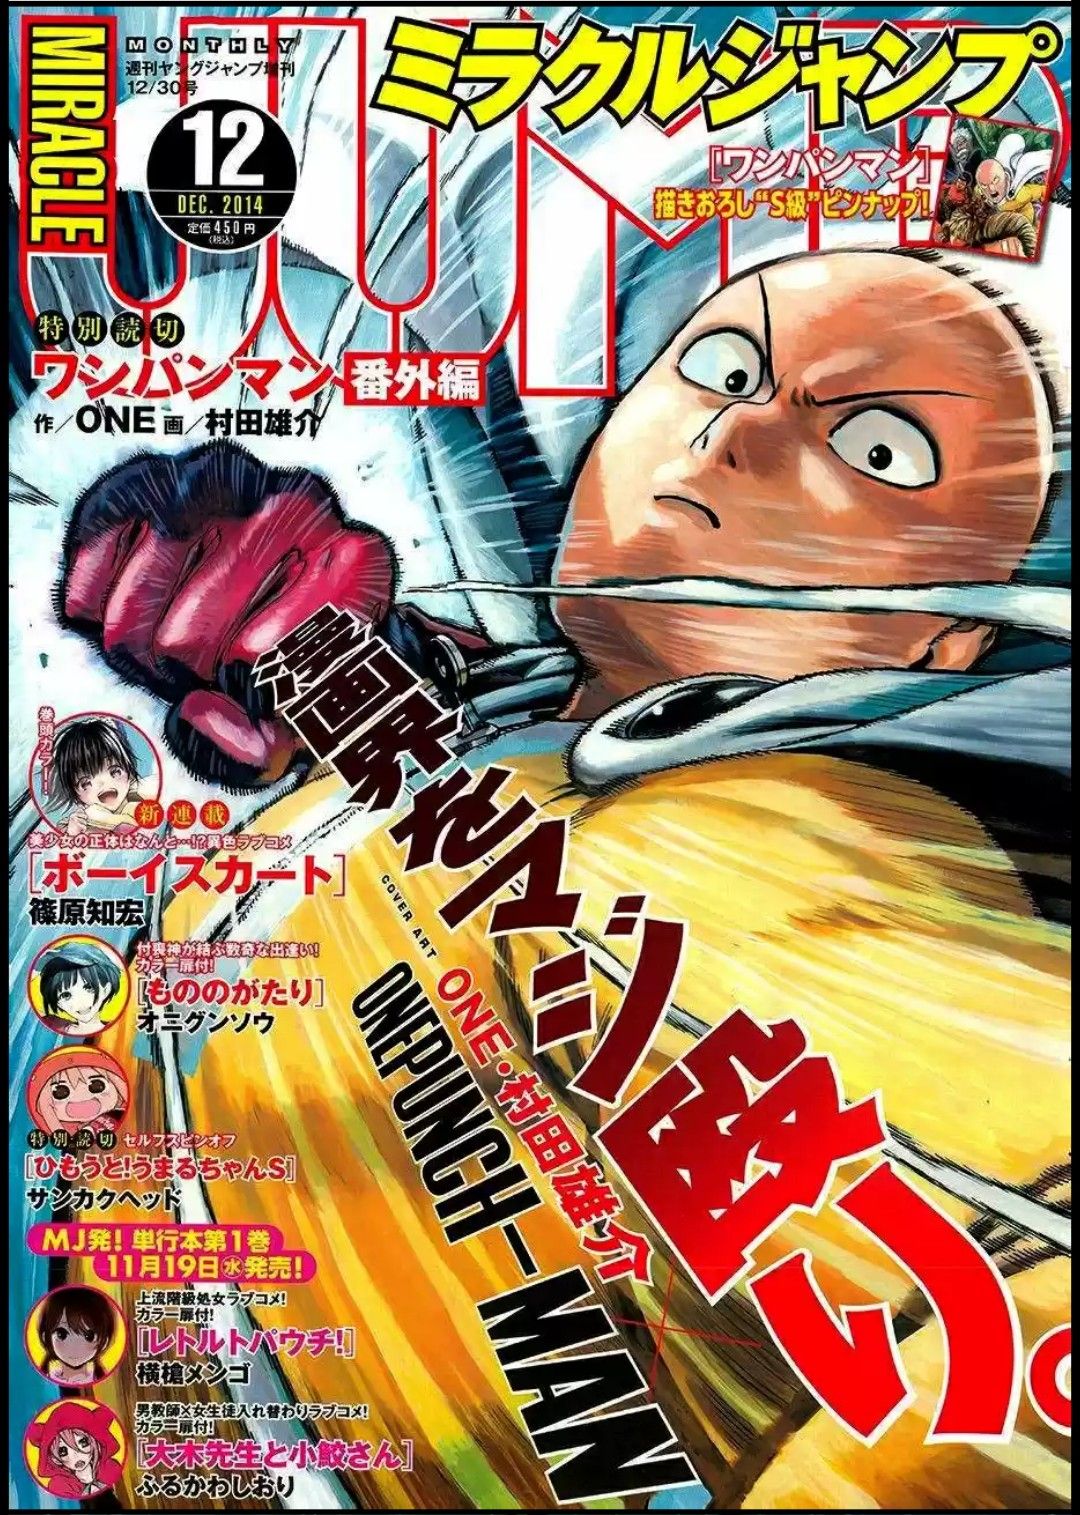 MIRACLE
MONTHLY
週刊ヤングジャンプ増刊
12/30号
JUMP
ミラクルジャンプ
12
DEC. 2014
定価450円
(税込)
[ワンパンマン]
描きおろし“S級”ピンナップ!
特別読切
ワンパンマン 番外編
作/ONE 画/村田雄介
漫画界をマジ殴り。
COVER ART
ONE・村田雄介
ONEPUNCH-MAN
巻頭カラー!
新連載
美少女の正体はなんと…!?異色ラブコメ
[ボーイスカート]
篠原知宏
付喪神が結ぶ数奇な出逢い!
カラー扉付!
[もののがたり]
オニグンソウ
特別読切 セルフスピンオフ
[ひもうと!うまるちゃんS]
サンカクヘッド
MJ発! 単行本第1巻
11月19日㊌発売!
上流階級処女ラブコメ!
カラー扉付!
[レトルトパウチ!]
横槍メンゴ
男教師×女生徒入れ替わりラブコメ!
カラー扉付!
[大木先生と小鮫さん]
ふるかわしおり